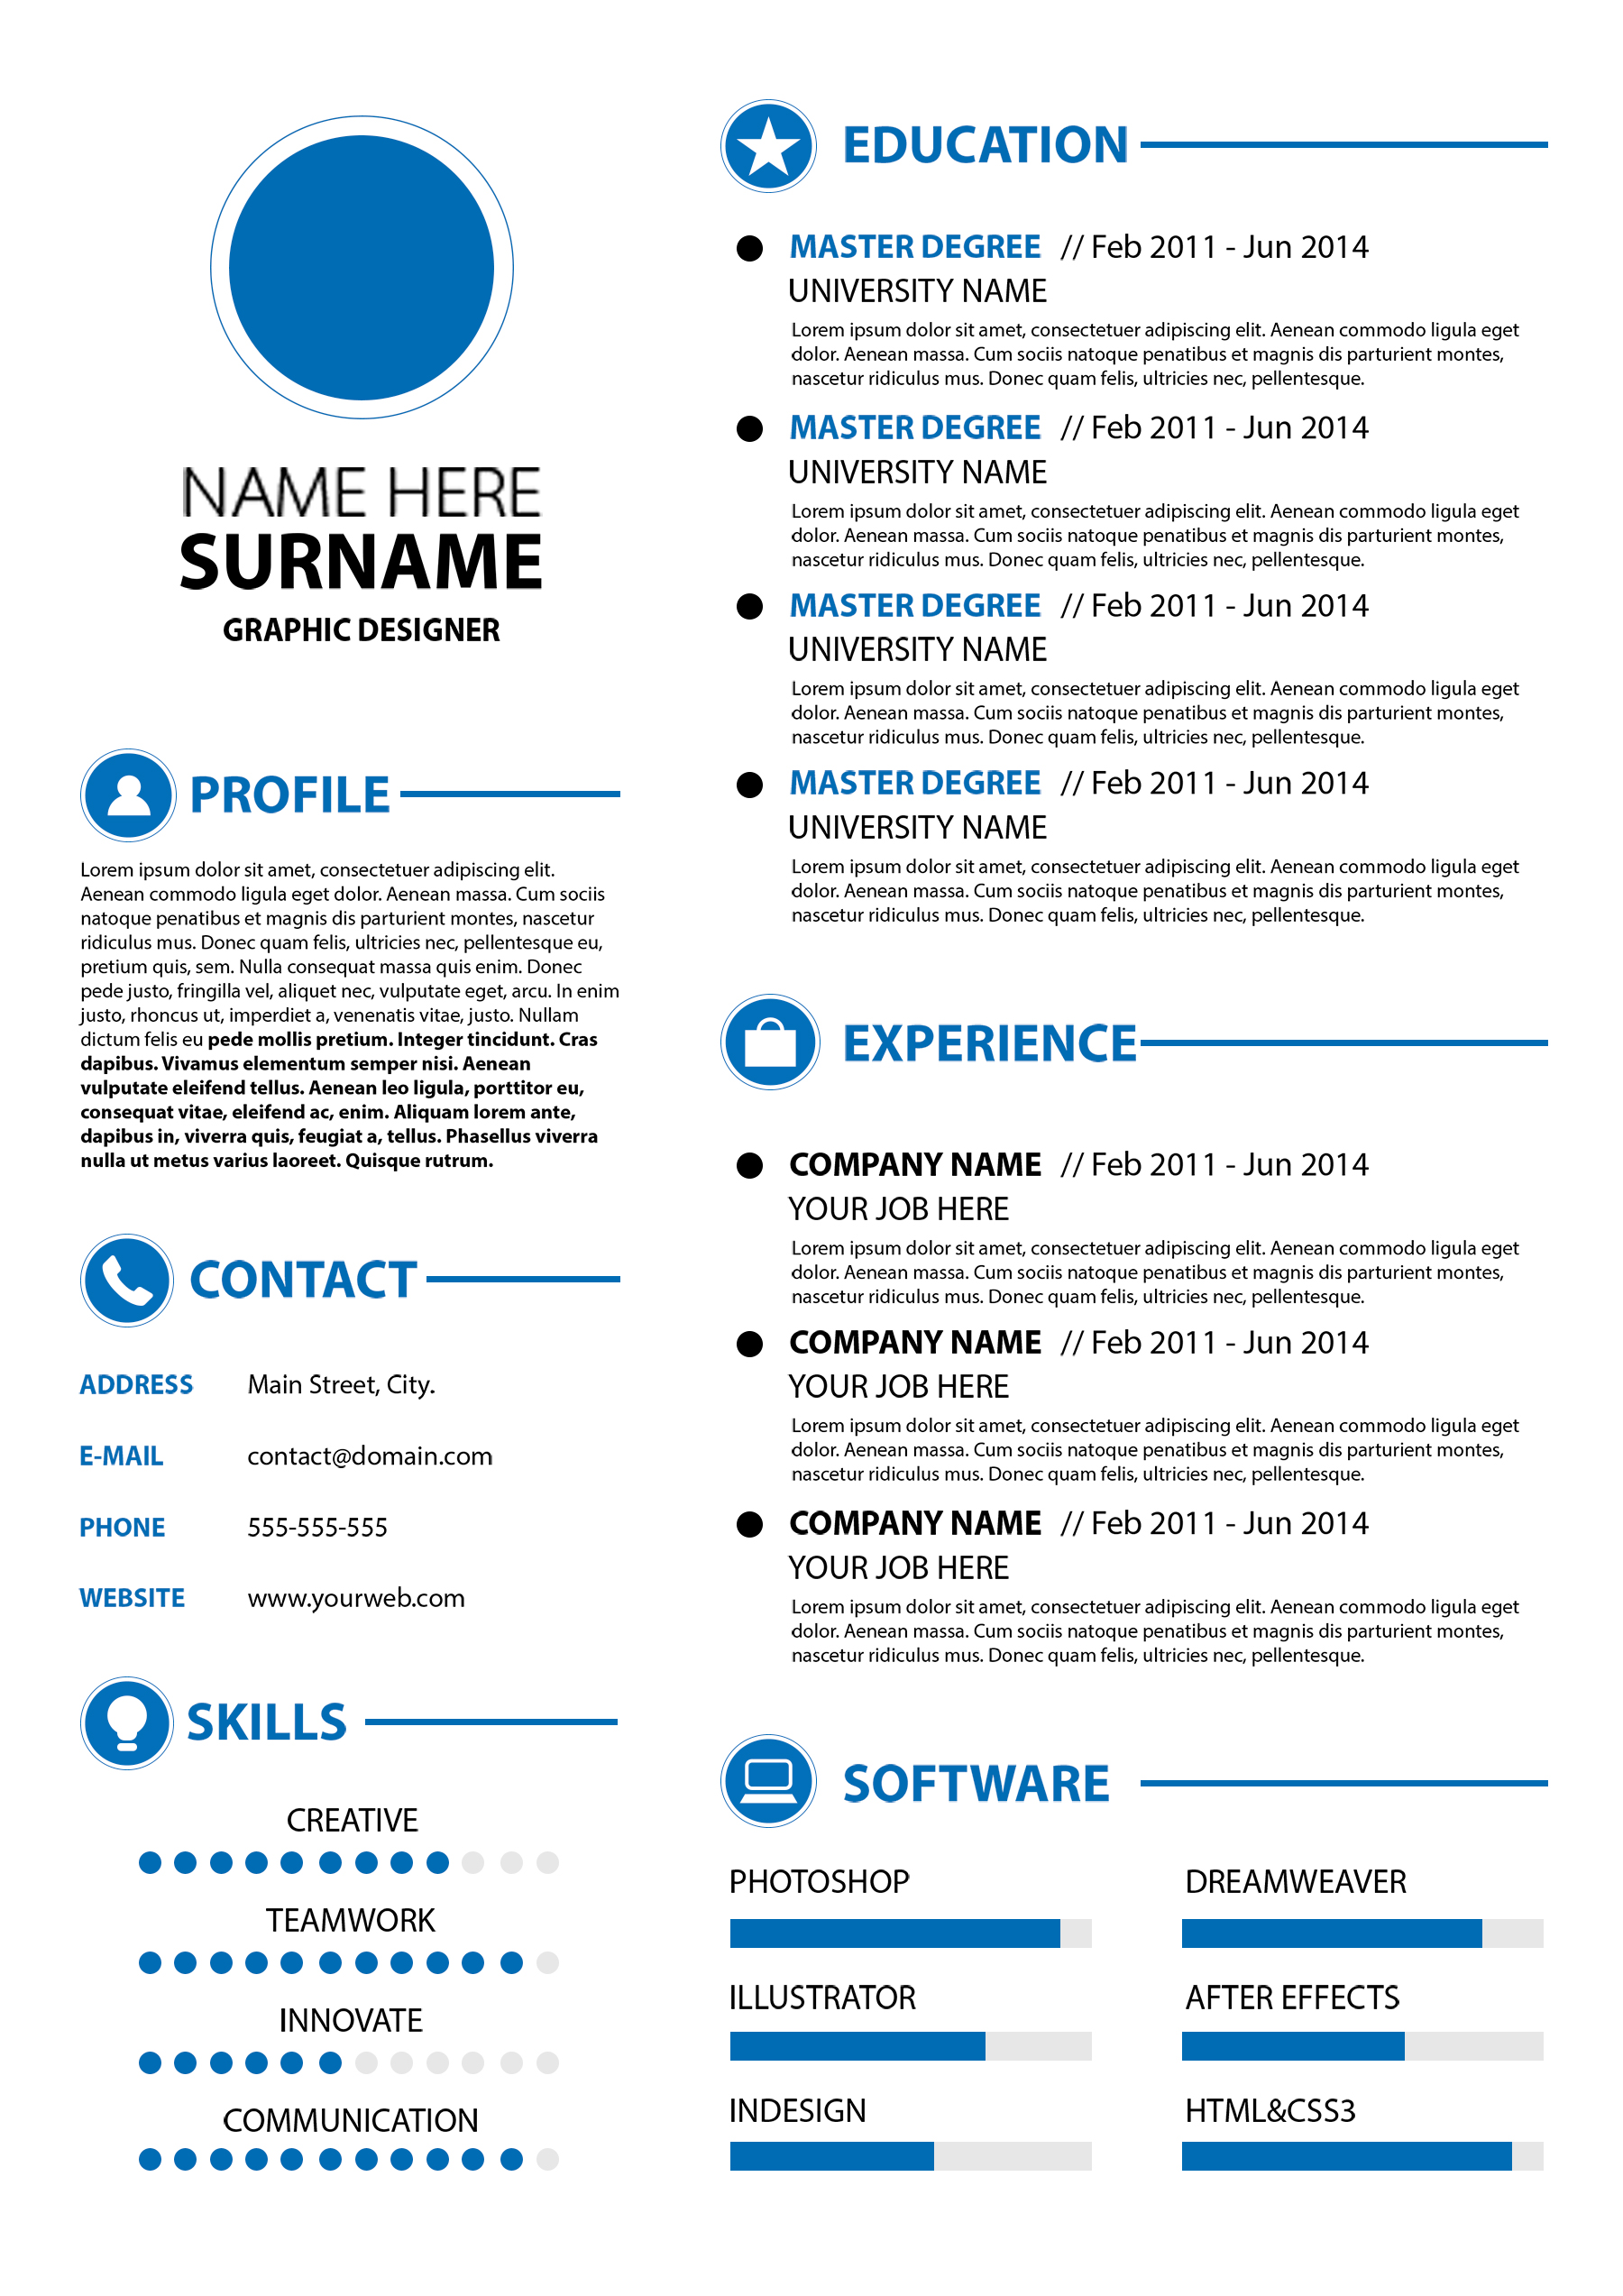 NAME HERE
SURNAME
GRAPHIC DESIGNER
PROFILE
Lorem ipsum dolor sit amet, consectetuer adipiscing elit.
Aenean commodo ligula eget dolor. Aenean massa. Cum sociis
natoque penatibus et magnis dis parturient montes, nascetur
ridiculus mus. Donec quam felis, ultricies nec, pellentesque eu,
pretium quis, sem. Nulla consequat massa quis enim. Donec
pede justo, fringilla vel, aliquet nec, vulputate eget, arcu. In enim
justo, rhoncus ut, imperdiet a, venenatis vitae, justo. Nullam
dictum felis eu pede mollis pretium. Integer tincidunt. Cras
dapibus. Vivamus elementum semper nisi. Aenean
vulputate eleifend tellus. Aenean leo ligula, porttitor eu,
consequat vitae, eleifend ac, enim. Aliquam lorem ante,
dapibus in, viverra quis, feugiat a, tellus. Phasellus viverra
nulla ut metus varius laoreet. Quisque rutrum.
CONTACT
ADDRESS Main Street, City.
E-MAIL contact@domain.com
PHONE 555-555-555
WEBSITE www.yourweb.com
SKILLS
CREATIVE
TEAMWORK
INNOVATE
COMMUNICATION
EDUCATION
MASTER DEGREE // Feb 2011 - Jun 2014
UNIVERSITY NAME
Lorem ipsum dolor sit amet, consectetuer adipiscing elit. Aenean commodo ligula eget
dolor. Aenean massa. Cum sociis natoque penatibus et magnis dis parturient montes,
nascetur ridiculus mus. Donec quam felis, ultricies nec, pellentesque.
MASTER DEGREE // Feb 2011 - Jun 2014
UNIVERSITY NAME
Lorem ipsum dolor sit amet, consectetuer adipiscing elit. Aenean commodo ligula eget
dolor. Aenean massa. Cum sociis natoque penatibus et magnis dis parturient montes,
nascetur ridiculus mus. Donec quam felis, ultricies nec, pellentesque.
MASTER DEGREE // Feb 2011 - Jun 2014
UNIVERSITY NAME
Lorem ipsum dolor sit amet, consectetuer adipiscing elit. Aenean commodo ligula eget
dolor. Aenean massa. Cum sociis natoque penatibus et magnis dis parturient montes,
nascetur ridiculus mus. Donec quam felis, ultricies nec, pellentesque.
MASTER DEGREE // Feb 2011 - Jun 2014
UNIVERSITY NAME
Lorem ipsum dolor sit amet, consectetuer adipiscing elit. Aenean commodo ligula eget
dolor. Aenean massa. Cum sociis natoque penatibus et magnis dis parturient montes,
nascetur ridiculus mus. Donec quam felis, ultricies nec, pellentesque.
EXPERIENCE
COMPANY NAME // Feb 2011 - Jun 2014
YOUR JOB HERE
Lorem ipsum dolor sit amet, consectetuer adipiscing elit. Aenean commodo ligula eget
dolor. Aenean massa. Cum sociis natoque penatibus et magnis dis parturient montes,
nascetur ridiculus mus. Donec quam felis, ultricies nec, pellentesque.
COMPANY NAME // Feb 2011 - Jun 2014
YOUR JOB HERE
Lorem ipsum dolor sit amet, consectetuer adipiscing elit. Aenean commodo ligula eget
dolor. Aenean massa. Cum sociis natoque penatibus et magnis dis parturient montes,
nascetur ridiculus mus. Donec quam felis, ultricies nec, pellentesque.
COMPANY NAME // Feb 2011 - Jun 2014
YOUR JOB HERE
Lorem ipsum dolor sit amet, consectetuer adipiscing elit. Aenean commodo ligula eget
dolor. Aenean massa. Cum sociis natoque penatibus et magnis dis parturient montes,
nascetur ridiculus mus. Donec quam felis, ultricies nec, pellentesque.
SOFTWARE
PHOTOSHOP DREAMWEAVER
ILLUSTRATOR AFTER EFFECTS
INDESIGN HTML&CSS3